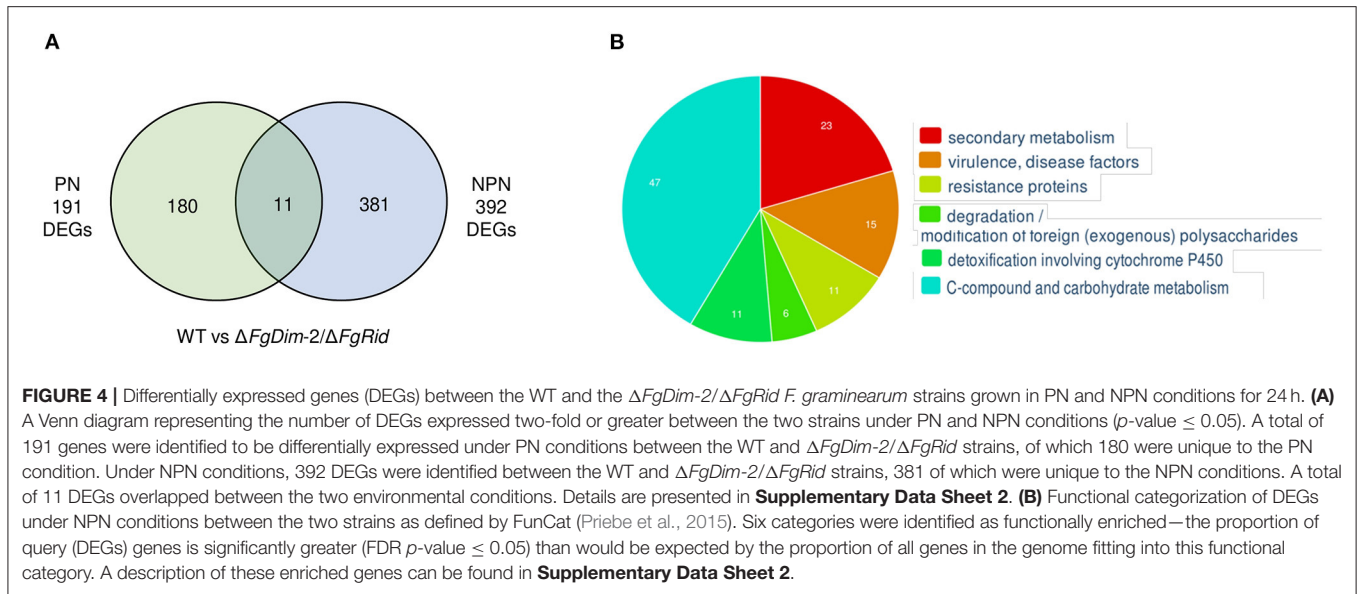 A
B
PN
191
DEGs
180
11
381
NPN
392
DEGs
WT vs ΔFgDim-2/ΔFgRid
23
15
11
6
11
47
secondary metabolism
virulence, disease factors
resistance proteins
degradation /
modification of foreign (exogenous) polysaccharides
detoxification involving cytochrome P450
C-compound and carbohydrate metabolism
FIGURE 4 | Differentially expressed genes (DEGs) between the WT and the ΔFgDim-2/ΔFgRid F. graminearum strains grown in PN and NPN conditions for 24 h. (A)
A Venn diagram representing the number of DEGs expressed two-fold or greater between the two strains under PN and NPN conditions (p-value ≤ 0.05). A total of
191 genes were identified to be differentially expressed under PN conditions between the WT and ΔFgDim-2/ΔFgRid strains, of which 180 were unique to the PN
condition. Under NPN conditions, 392 DEGs were identified between the WT and ΔFgDim-2/ΔFgRid strains, 381 of which were unique to the NPN conditions. A total
of 11 DEGs overlapped between the two environmental conditions. Details are presented in Supplementary Data Sheet 2. (B) Functional categorization of DEGs
under NPN conditions between the two strains as defined by FunCat (Priebe et al., 2015). Six categories were identified as functionally enriched—the proportion of
query (DEGs) genes is significantly greater (FDR p-value ≤ 0.05) than would be expected by the proportion of all genes in the genome fitting into this functional
category. A description of these enriched genes can be found in Supplementary Data Sheet 2.